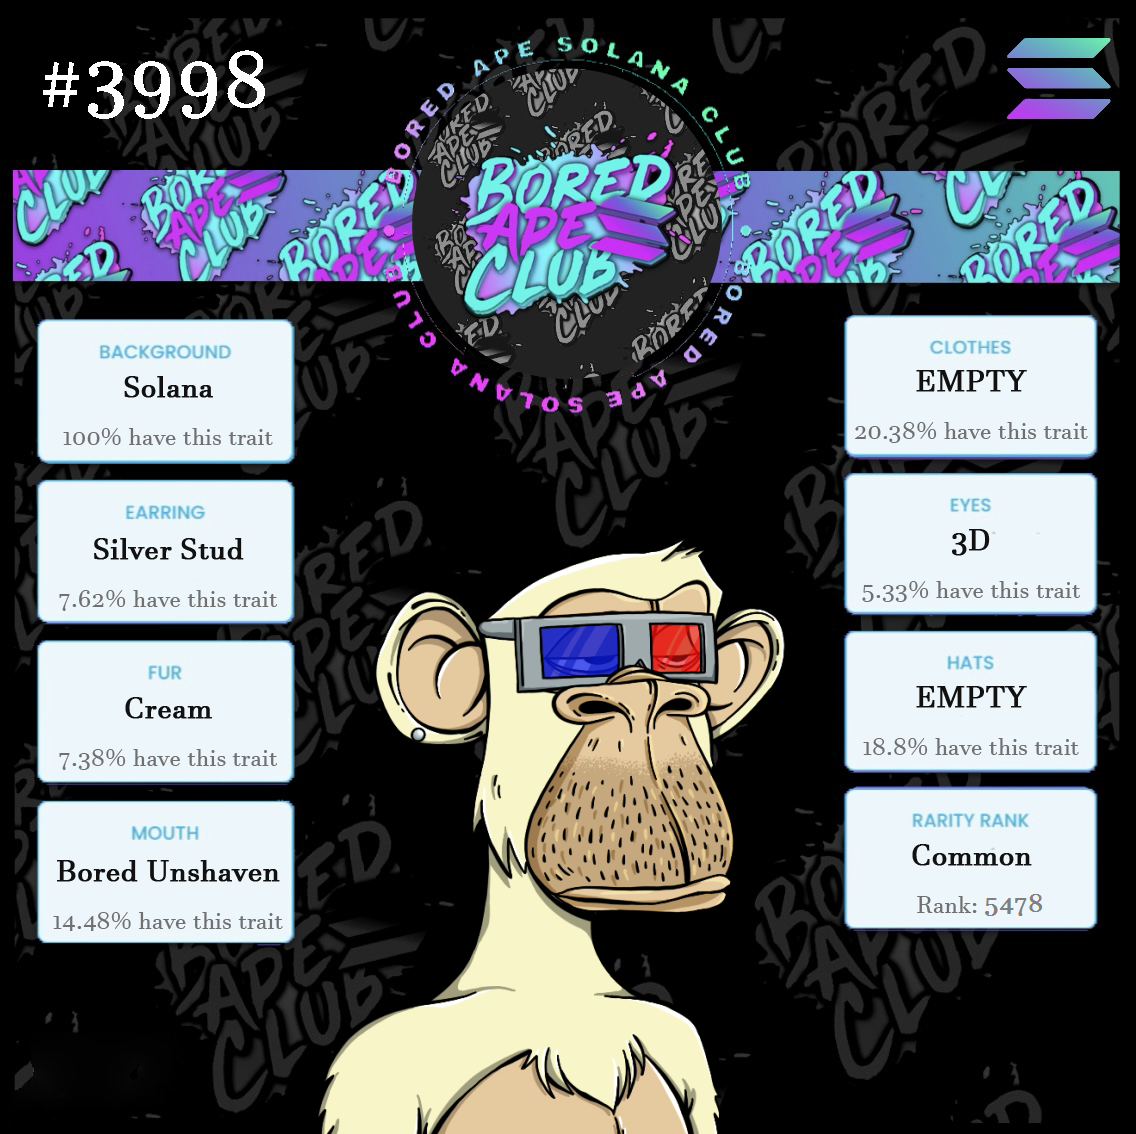 #3998
BORED APE SOLANA CLUB
BORED APE SOLANA CLUB
BORED
APE
CLUB
BACKGROUND
Solana
100% have this trait
EARRING
Silver Stud
7.62% have this trait
FUR
Cream
7.38% have this trait
MOUTH
Bored Unshaven
14.48% have this trait
CLOTHES
EMPTY
20.38% have this trait
EYES
3D
5.33% have this trait
HATS
EMPTY
18.8% have this trait
RARITY RANK
Common
Rank: 5478